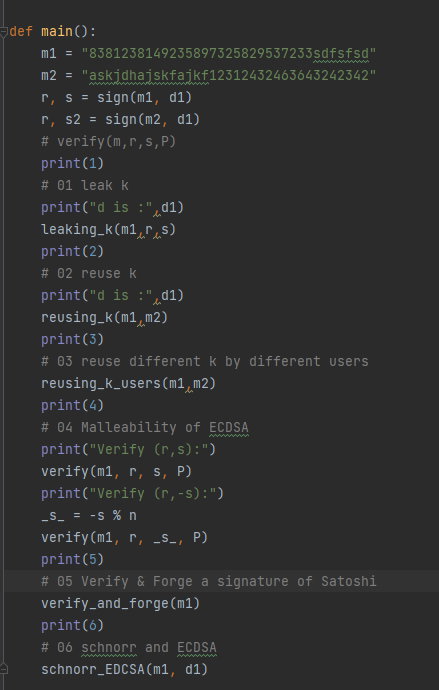 def main():
    m1 = "83812381492358973258295​37233sdfsfsd"
    m2 = "askjdhajskfajkf12312432463643242342"
    r, s = sign(m1, d1)
    r, s2 = sign(m2, d1)
    # verify(m,r,s,P)
    print(1)
    # 01 leak k
    print("d is :",d1)
    leaking_k(m1,r,s)
    print(2)
    # 02 reuse k
    print("d is :",d1)
    reusing_k(m1,m2)
    print(3)
    # 03 reuse different k by different users
    reusing_k_users(m1,m2)
    print(4)
    # 04 Malleability of ECDSA
    print("Verify (r,s):")
    verify(m1, r, s, P)
    print("Verify (r,-s):")
    _s_ = -s % n
    verify(m1, r, _s_, P)
    print(5)
    # 05 Verify & Forge a signature of Satoshi
    verify_and_forge(m1)
    print(6)
    # 06 schnorr and ECDSA
    schnorr_EDCSA(m1, d1)